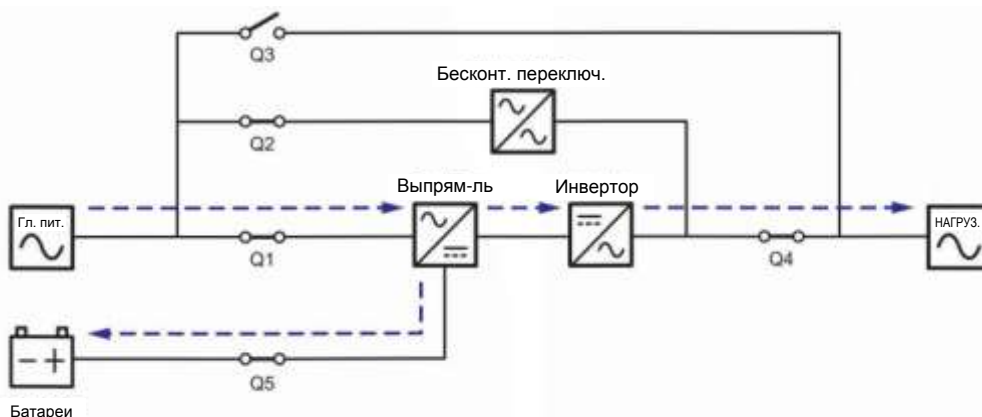 Q3
Бесконт. переключ.
Q2
Выпрям-ль
Инвертор
Гл. пит.
НАГРУЗ.
Q1
Q4
Q5
Батареи